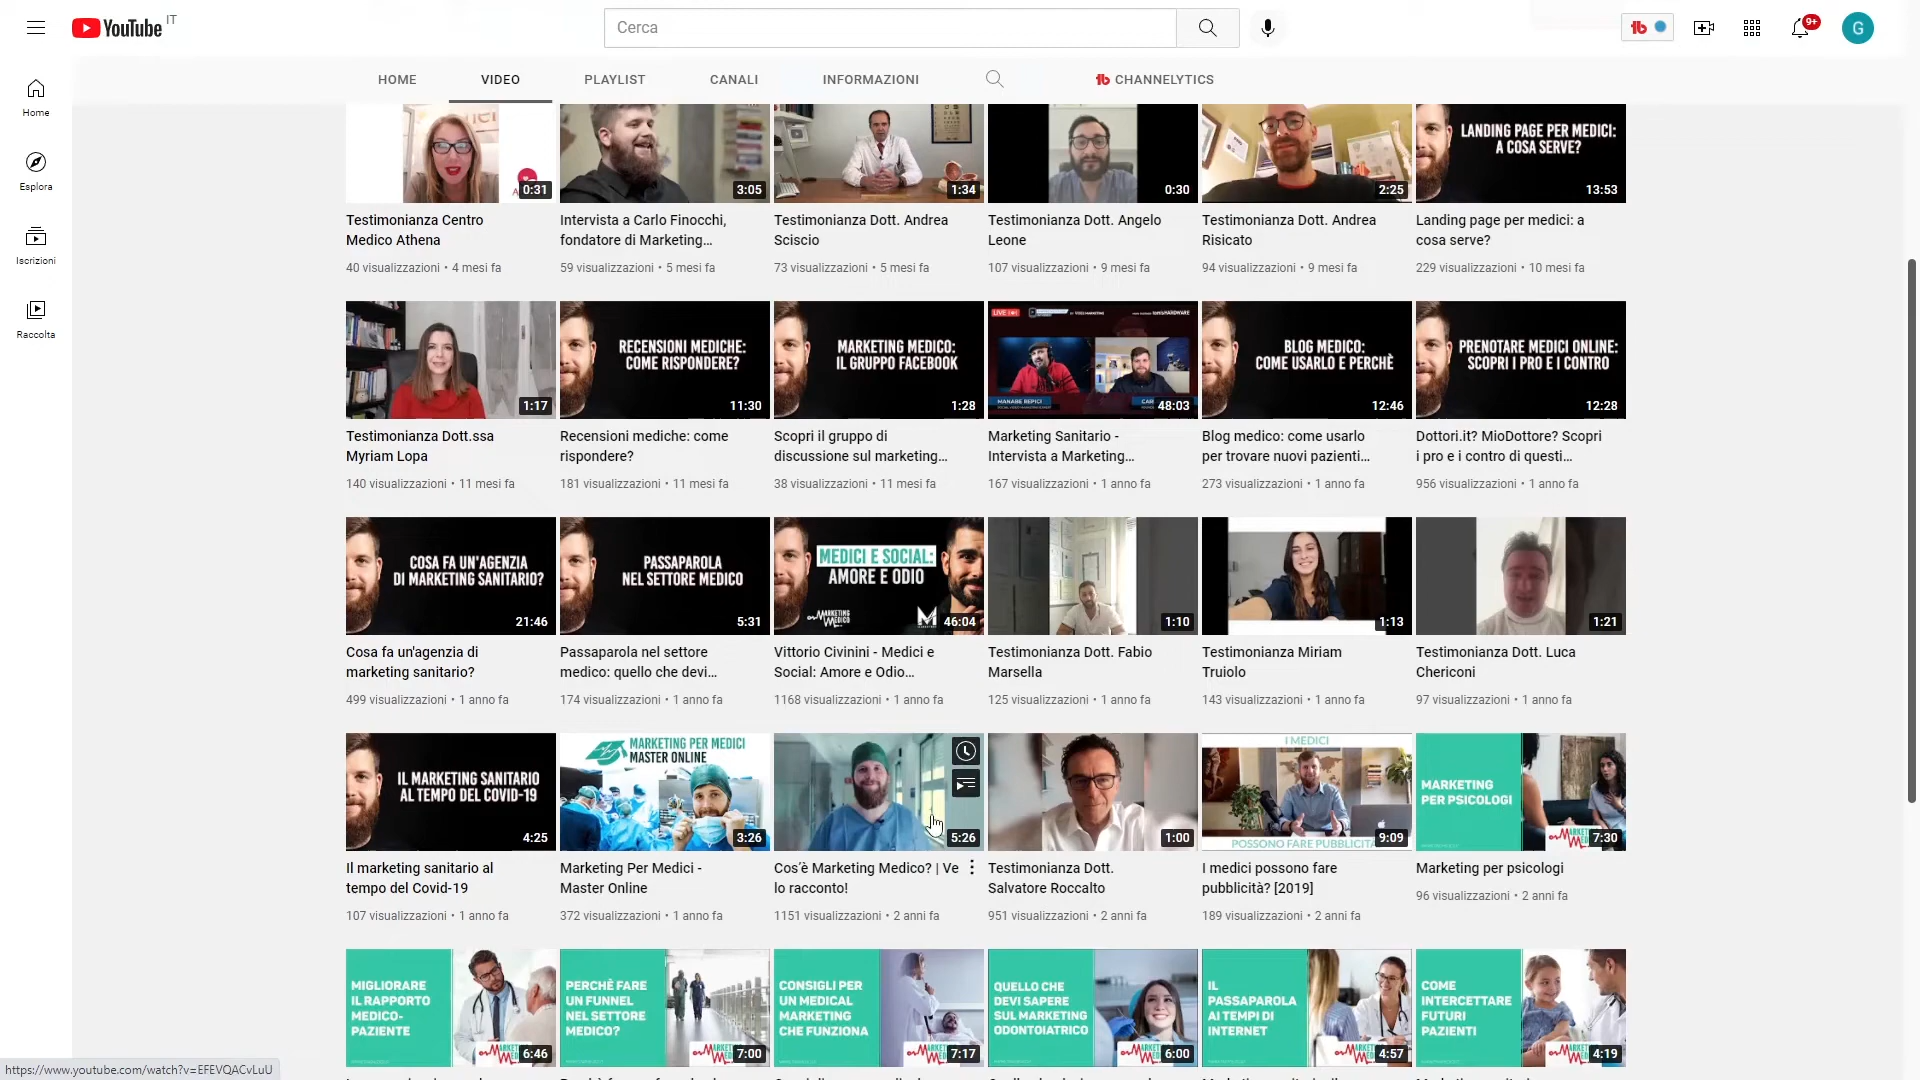 YouTube IT
Cerca
9+
G
HOME VIDEO PLAYLIST CANALI INFORMAZIONI CHANNELYTICS
Home
Esplora
Iscrizioni
Raccolta
0:31
3:05
1:34
0:30
2:25
LANDING PAGE PER MEDICI:
A COSA SERVE?
13:53
Testimonianza Centro
Medico Athena
40 visualizzazioni • 4 mesi fa
Intervista a Carlo Finocchi,
fondatore di Marketing...
59 visualizzazioni • 5 mesi fa
Testimonianza Dott. Andrea
Sciscio
73 visualizzazioni • 5 mesi fa
Testimonianza Dott. Angelo
Leone
107 visualizzazioni • 9 mesi fa
Testimonianza Dott. Andrea
Risicato
94 visualizzazioni • 9 mesi fa
Landing page per medici: a
cosa serve?
229 visualizzazioni • 10 mesi fa
1:17
RECENSIONI MEDICHE:
COME RISPONDERE?
11:30
MARKETING MEDICO:
IL GRUPPO FACEBOOK
1:28
LIVE
48:03
BLOG MEDICO:
COME USARLO E PERCHÈ
12:46
PRENOTARE MEDICI ONLINE:
SCOPRI I PRO E I CONTRO
12:28
Testimonianza Dott.ssa
Myriam Lopa
140 visualizzazioni • 11 mesi fa
Recensioni mediche: come
rispondere?
181 visualizzazioni • 11 mesi fa
Scopri il gruppo di
discussione sul marketing...
38 visualizzazioni • 11 mesi fa
Marketing Sanitario -
Intervista a Marketing...
167 visualizzazioni • 1 anno fa
Blog medico: come usarlo
per trovare nuovi pazienti...
273 visualizzazioni • 1 anno fa
Dottori.it? MioDottore? Scopri
i pro e i contro di questi...
956 visualizzazioni • 1 anno fa
COSA FA UN'AGENZIA
DI MARKETING SANITARIO?
21:46
PASSAPAROLA
NEL SETTORE MEDICO
5:31
MEDICI E SOCIAL:
AMORE E ODIO
MARKETING
MEDICO
46:04
1:10
1:13
1:21
Cosa fa un'agenzia di
marketing sanitario?
499 visualizzazioni • 1 anno fa
Passaparola nel settore
medico: quello che devi...
174 visualizzazioni • 1 anno fa
Vittorio Civinini - Medici e
Social: Amore e Odio...
1168 visualizzazioni • 1 anno fa
Testimonianza Dott. Fabio
Marsella
125 visualizzazioni • 1 anno fa
Testimonianza Miriam
Truiolo
143 visualizzazioni • 1 anno fa
Testimonianza Dott. Luca
Chericoni
97 visualizzazioni • 1 anno fa
IL MARKETING SANITARIO
AL TEMPO DEL COVID-19
4:25
MARKETING PER MEDICI
MASTER ONLINE
3:26
5:26
1:00
I MEDICI
POSSONO FARE PUBBLICITA
9:09
MARKETING
PER PSICOLOGI
7:30
Il marketing sanitario al
tempo del Covid-19
107 visualizzazioni • 1 anno fa
Marketing Per Medici -
Master Online
372 visualizzazioni • 1 anno fa
Cos'è Marketing Medico? | Ve
lo racconto!
1151 visualizzazioni • 2 anni fa
Testimonianza Dott.
Salvatore Roccalto
951 visualizzazioni • 2 anni fa
I medici possono fare
pubblicità? [2019]
189 visualizzazioni • 2 anni fa
Marketing per psicologi
96 visualizzazioni • 2 anni fa
MIGLIORARE
IL RAPPORTO
MEDICO-
PAZIENTE
6:46
PERCHÈ FARE
UN FUNNEL
NEL SETTORE
MEDICO?
7:00
CONSIGLI PER
UN MEDICAL
MARKETING
CHE FUNZIONA
7:17
QUELLO CHE
DEVI SAPERE
SUL MARKETING
ODONTOIATRICO
6:00
IL
PASSAPAROLA
AI TEMPI DI
INTERNET
4:57
COME
INTERCETTARE
FUTURI
PAZIENTI
4:19
https://www.youtube.com/watch?v=EFEVQACvLuU